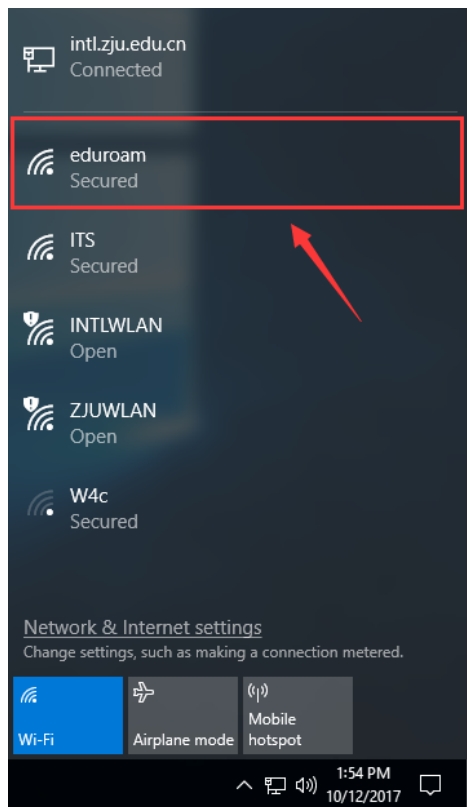 intl.zju.edu.cn
Connected
eduroam
Secured
ITS
Secured
INTLWLAN
Open
ZJUWLAN
Open
W4c
Secured
Network & Internet settings
Change settings, such as making a connection metered.
Wi-Fi
Airplane mode
Mobile
hotspot
1:54 PM
10/12/2017